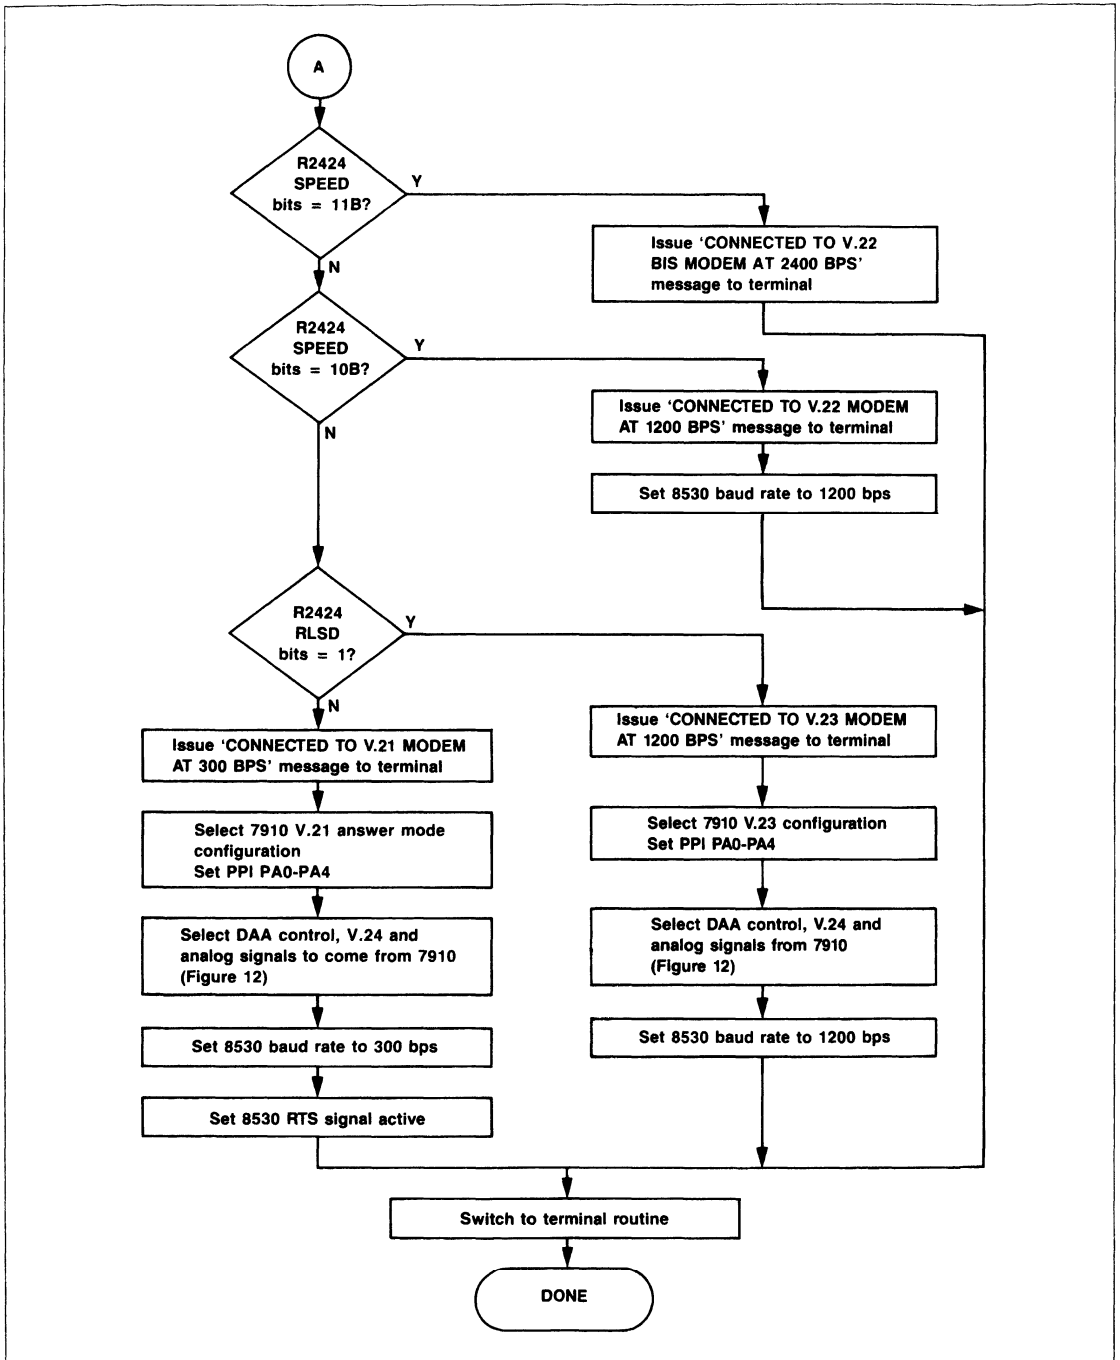 A
R2424
SPEED
bits = 11B?
Y
Issue ‘CONNECTED TO V.22
BIS MODEM AT 2400 BPS’
message to terminal
N
R2424
SPEED
bits = 10B?
Y
Issue ‘CONNECTED TO V.22 MODEM
AT 1200 BPS’ message to terminal
N
Set 8530 baud rate to 1200 bps
R2424
RLSD
bits = 1?
Y
N
Issue ‘CONNECTED TO V.23 MODEM
AT 1200 BPS’ message to terminal
Issue ‘CONNECTED TO V.21 MODEM
AT 300 BPS’ message to terminal
Select 7910 V.23 configuration
Set PPI PA0-PA4
Select 7910 V.21 answer mode
configuration
Set PPI PA0-PA4
Select DAA control, V.24 and
analog signals from 7910
(Figure 12)
Select DAA control, V.24 and
analog signals to come from 7910
(Figure 12)
Set 8530 baud rate to 1200 bps
Set 8530 baud rate to 300 bps
Set 8530 RTS signal active
Switch to terminal routine
DONE